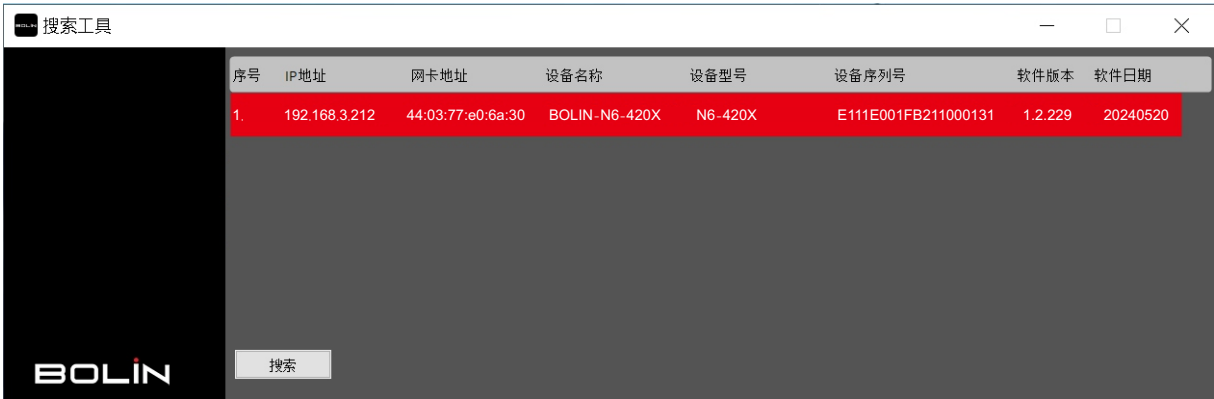 BOLIN 搜索工具
序号 IP地址 网卡地址 设备名称 设备型号 设备序列号 软件版本 软件日期
1. 192.168.3.212 44:03:77:e0:6a:30 BOLIN-N6-420X N6-420X E111E001FB211000131 1.2.229 20240520
搜索
BOLIN